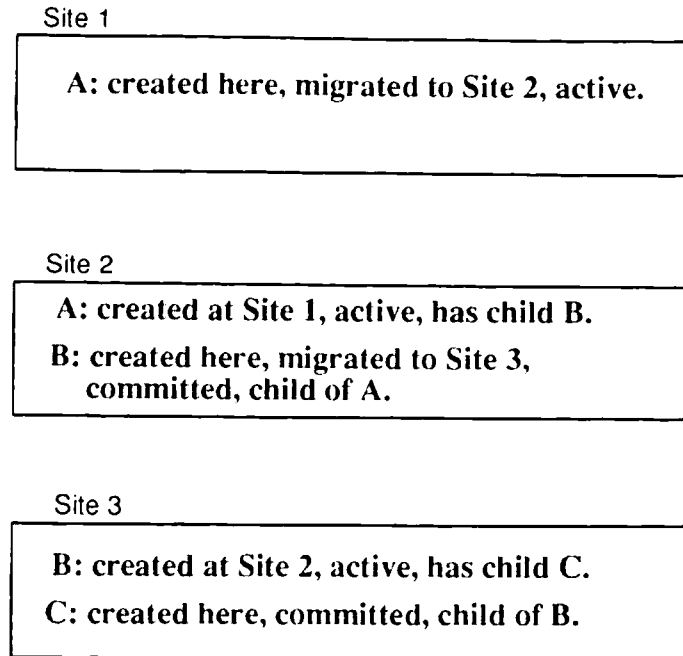 Site 1
A: created here, migrated to Site 2, active.
Site 2
A: created at Site 1, active, has child B.
B: created here, migrated to Site 3,
committed, child of A.
Site 3
B: created at Site 2, active, has child C.
C: created here, committed, child of B.